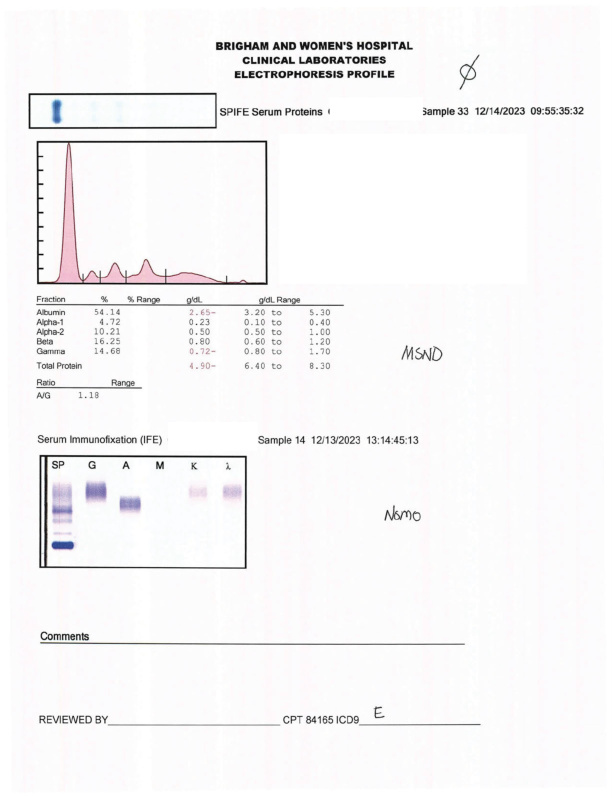 BRIGHAM AND WOMEN'S HOSPITAL
CLINICAL LABORATORIES
ELECTROPHORESIS PROFILE
Ø
SPIFE Serum Proteins
Sample 33 12/14/2023 09:55:35:32
Fraction % % Range g/dL g/dL Range
Albumin 54.14 2.65- 3.20 to 5.30
Alpha-1 4.72 0.23 0.10 to 0.40
Alpha-2 10.21 0.50 0.50 to 1.00
Beta 16.25 0.80 0.60 to 1.20
Gamma 14.68 0.72- 0.80 to 1.70
Total Protein 4.90- 6.40 to 8.30
MSND
Ratio Range
A/G 1.18
Serum Immunofixation (IFE) Sample 14 12/13/2023 13:14:45:13
SP G A M K λ
Comments
REVIEWED BY CPT 84165 ICD9 E